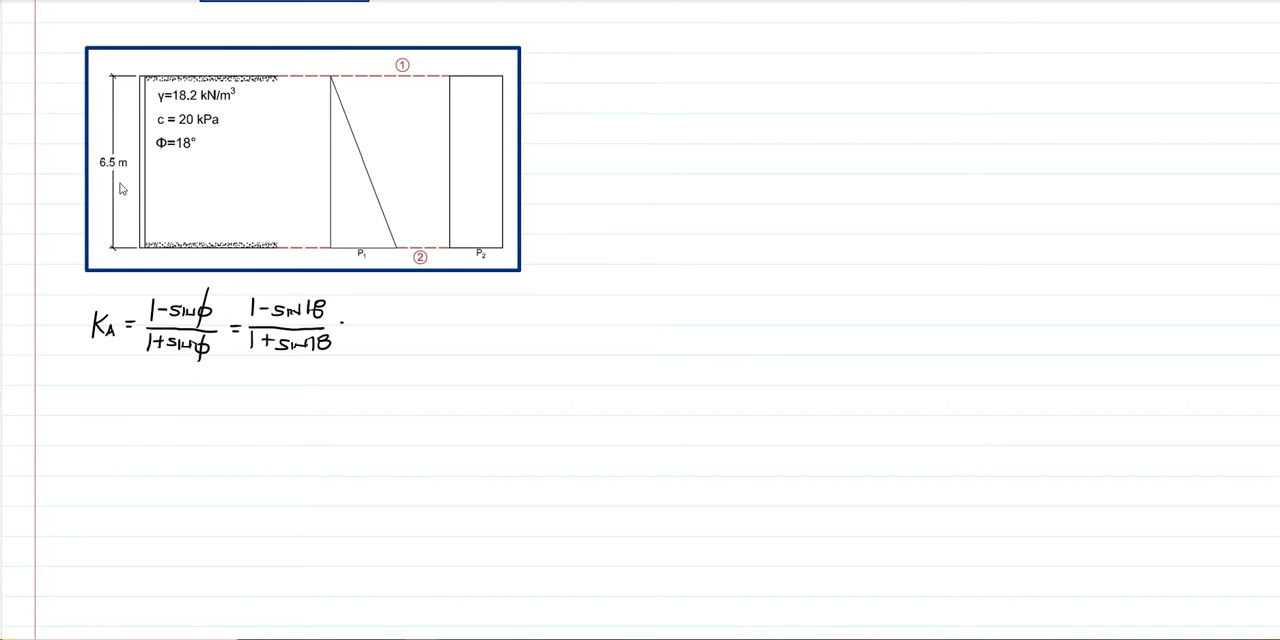 ①
γ=18.2 kN/m³
c = 20 kPa
Φ=18°
6.5 m
P₁
②
P₂
K_A = (1-sinϕ)/(1+sinϕ) = (1-sin18)/(1+sin18)